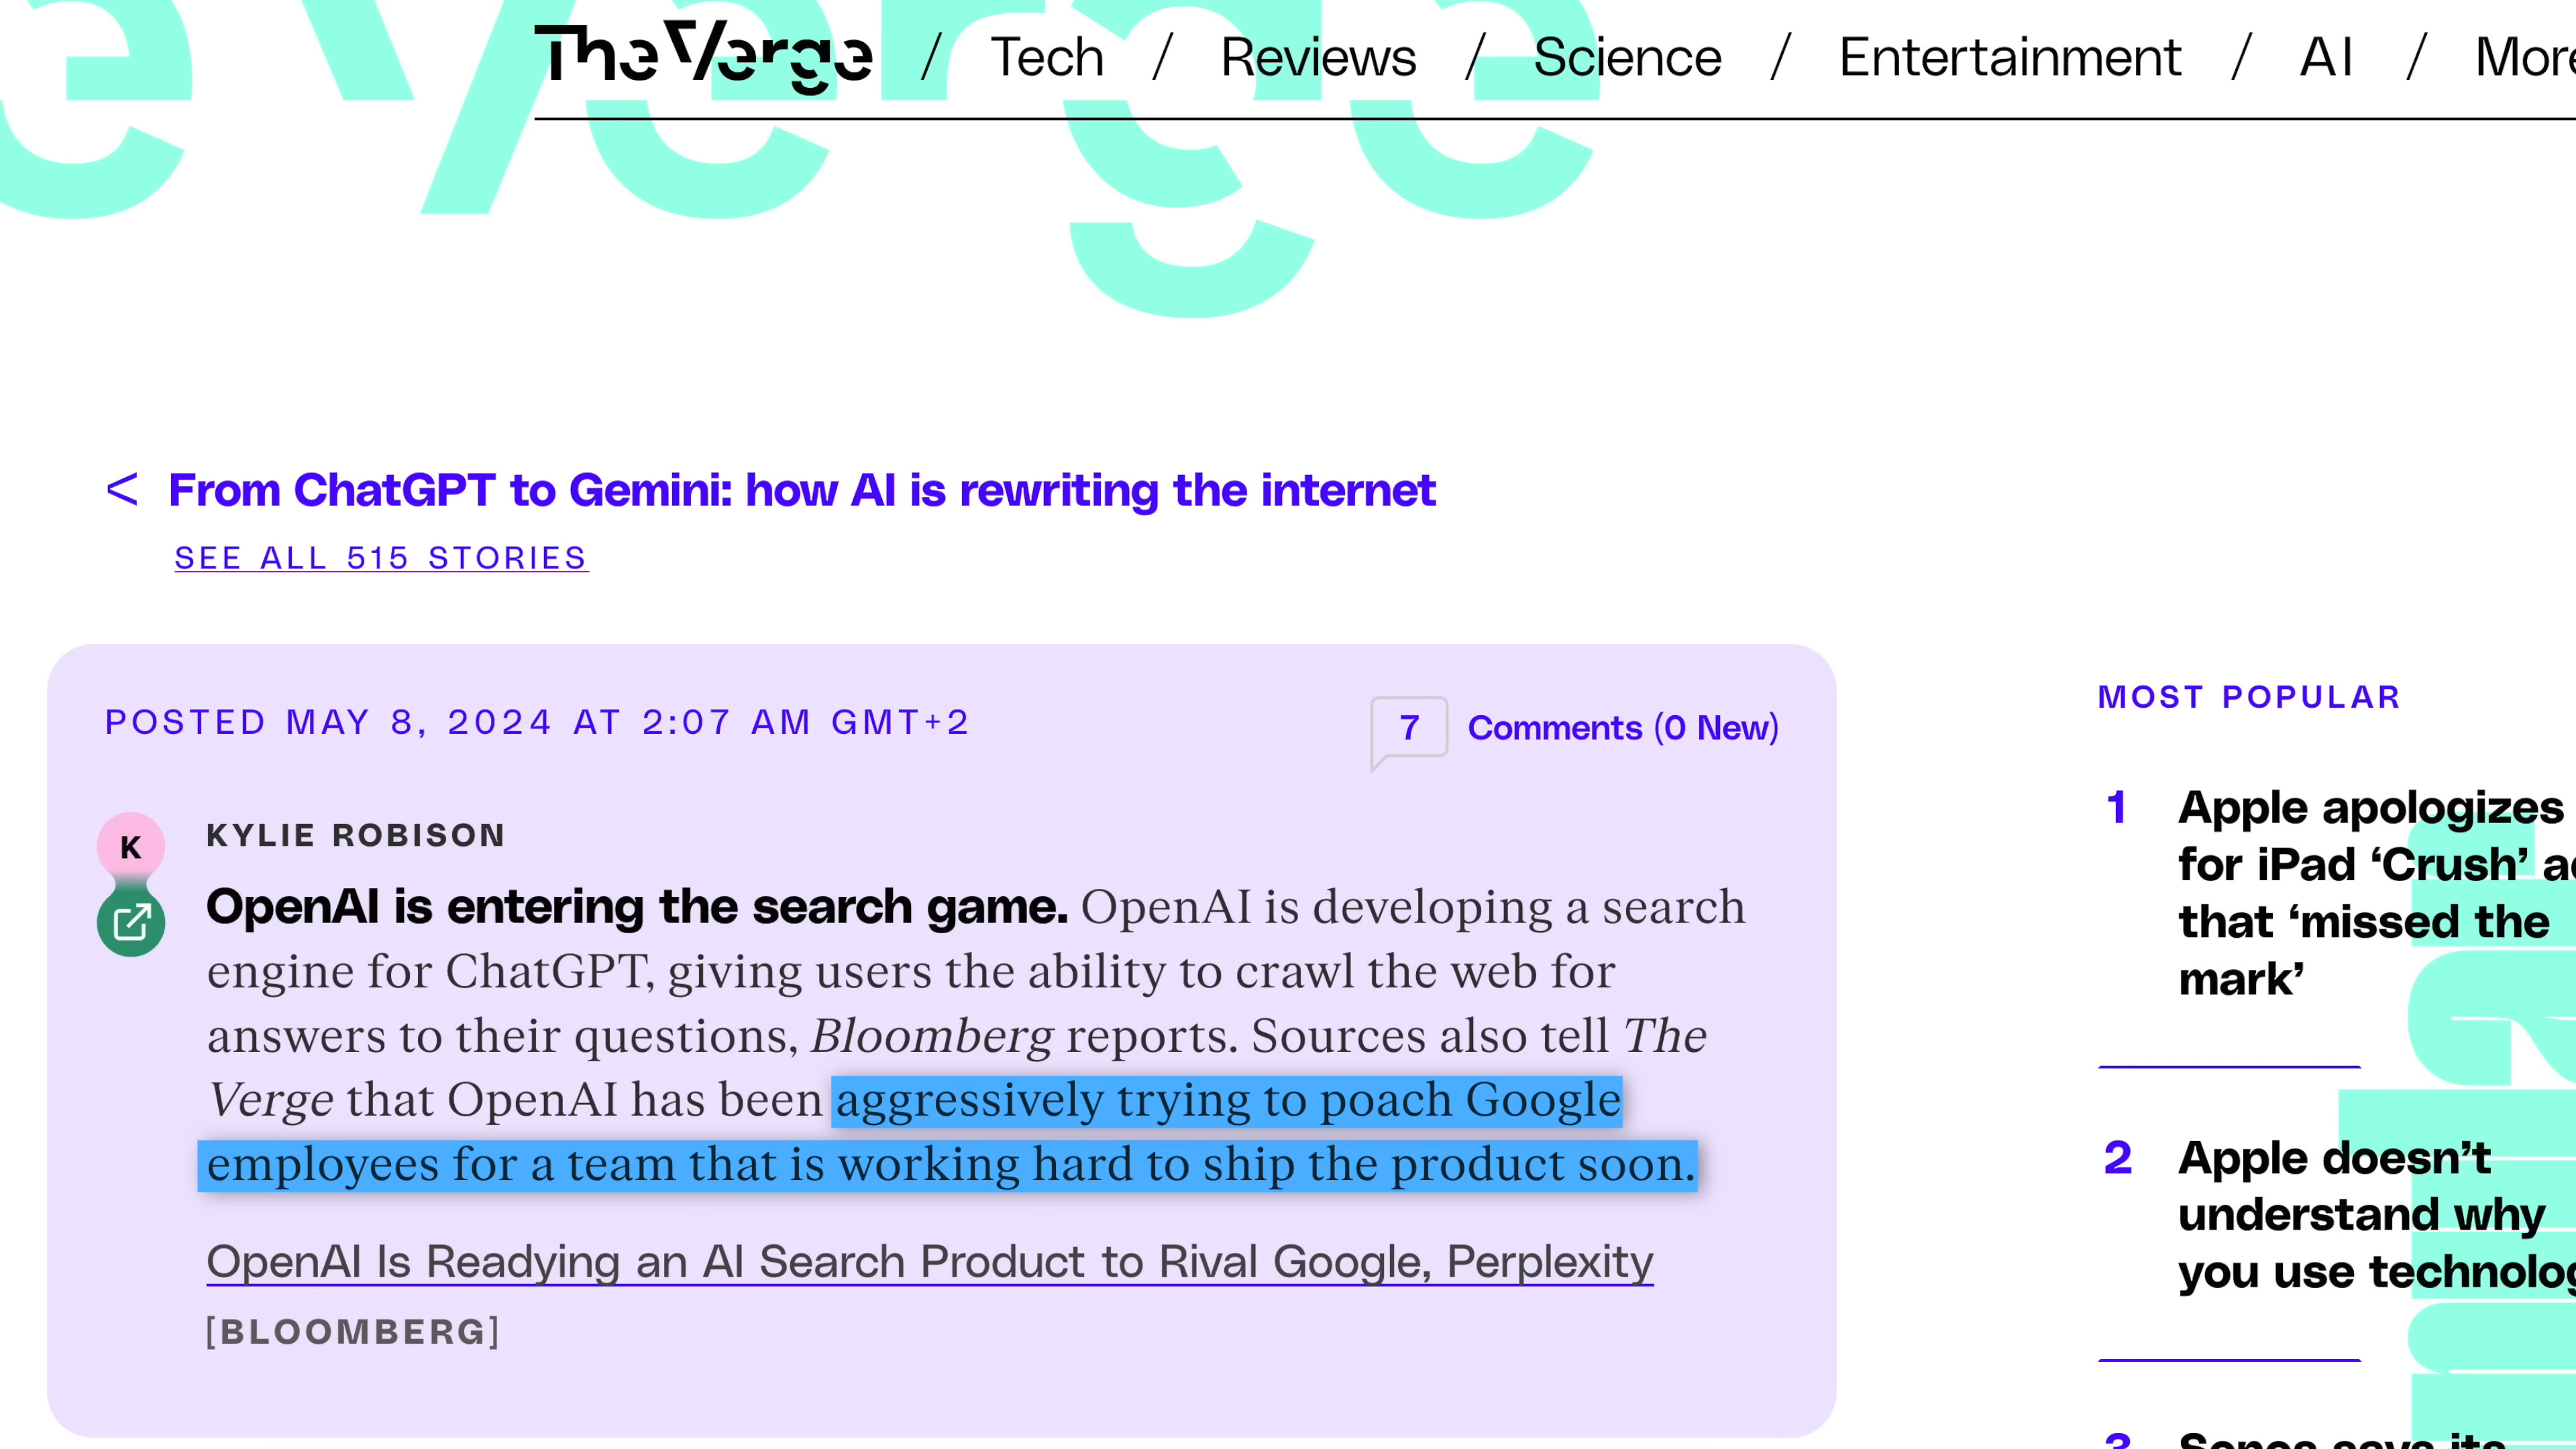 The Verge / Tech / Reviews / Science / Entertainment / AI / More
< From ChatGPT to Gemini: how AI is rewriting the internet
SEE ALL 515 STORIES
POSTED MAY 8, 2024 AT 2:07 AM GMT+2
7 Comments (0 New)
K
KYLIE ROBISON
OpenAI is entering the search game. OpenAI is developing a search
engine for ChatGPT, giving users the ability to crawl the web for
answers to their questions, Bloomberg reports. Sources also tell The
Verge that OpenAI has been aggressively trying to poach Google
employees for a team that is working hard to ship the product soon.
OpenAI Is Readying an AI Search Product to Rival Google, Perplexity
[BLOOMBERG]
MOST POPULAR
1 Apple apologizes
for iPad ‘Crush’
that ‘missed the
mark’
2 Apple doesn’t
understand why
you use technolog
3 Sonos says its